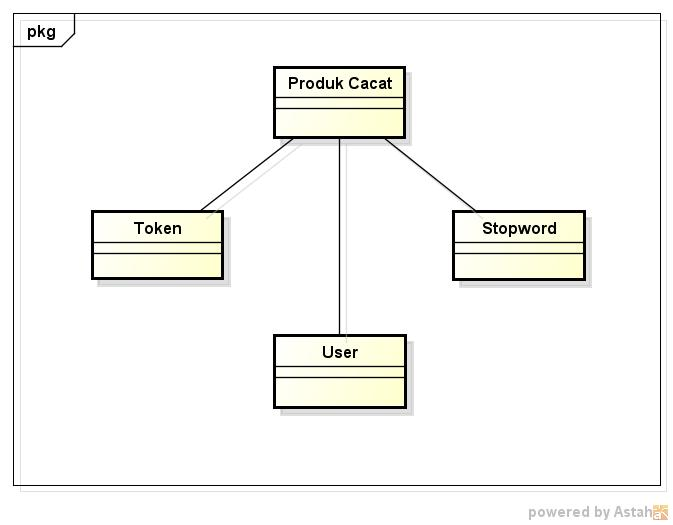 pkg
Produk Cacat
Token
Stopword
User
powered by Astah